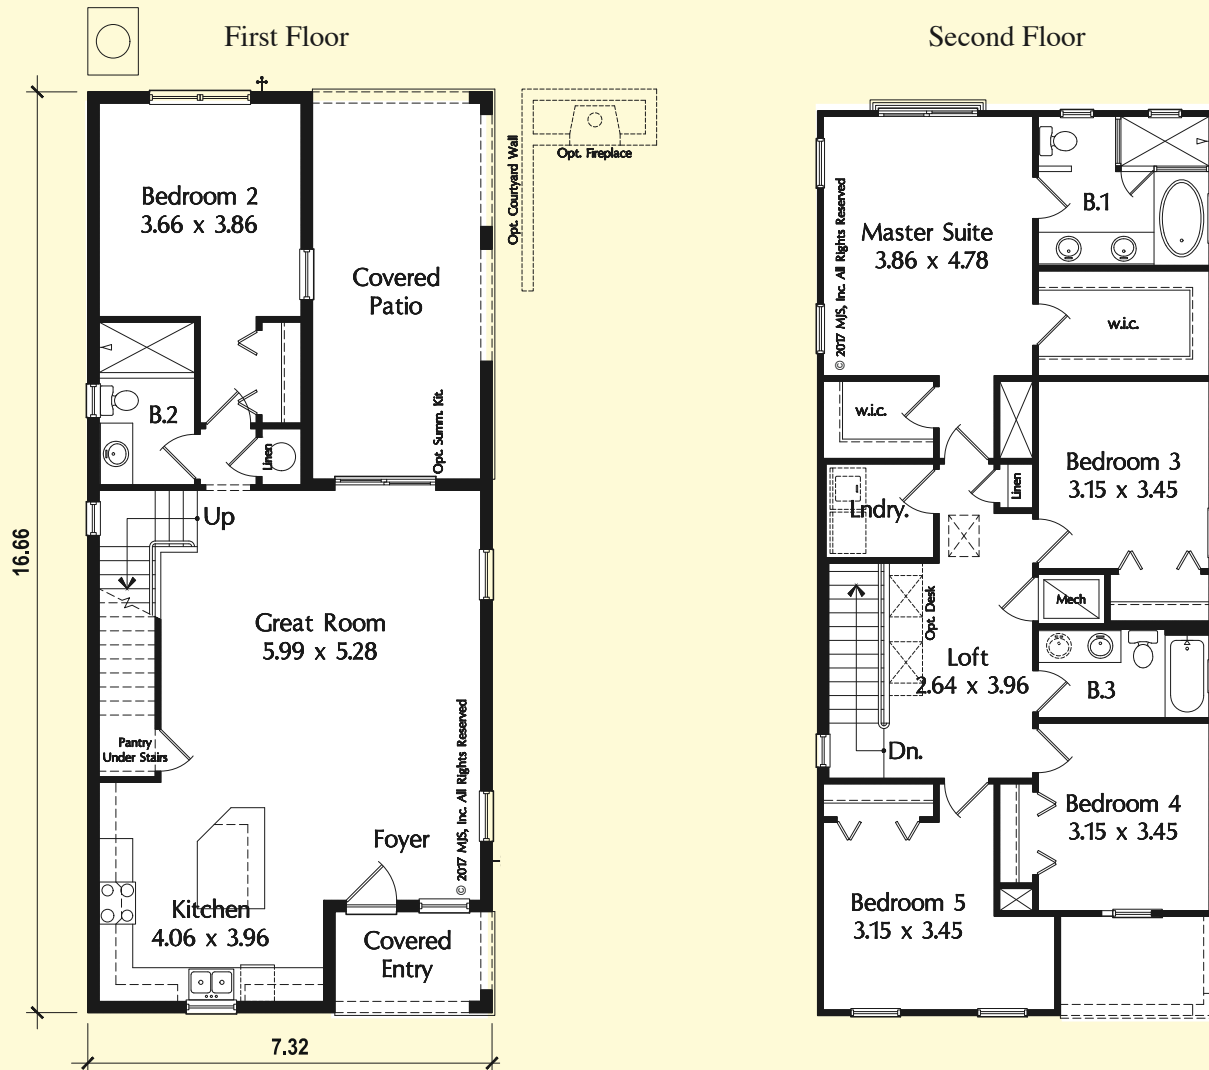 First Floor
Bedroom 2
3.66 x 3.86
Covered
Patio
Opt. Courtyard Wall
Opt. Fireplace
B.2
Linen
Opt. Summ. Kit.
Up
16.66
Great Room
5.99 x 5.28
Pantry
Under Stairs
© 2017 MJS, Inc. All Rights Reserved
Foyer
Kitchen
4.06 x 3.96
Covered
Entry
7.32
Second Floor
© 2017 MJS, Inc. All Rights Reserved
Master Suite
3.86 x 4.78
B.1
w.i.c.
w.i.c.
Bedroom 3
3.15 x 3.45
Linen
Lndry.
Mech
Opt. Desk
Loft
2.64 x 3.96
B.3
Dn.
Bedroom 4
3.15 x 3.45
Bedroom 5
3.15 x 3.45